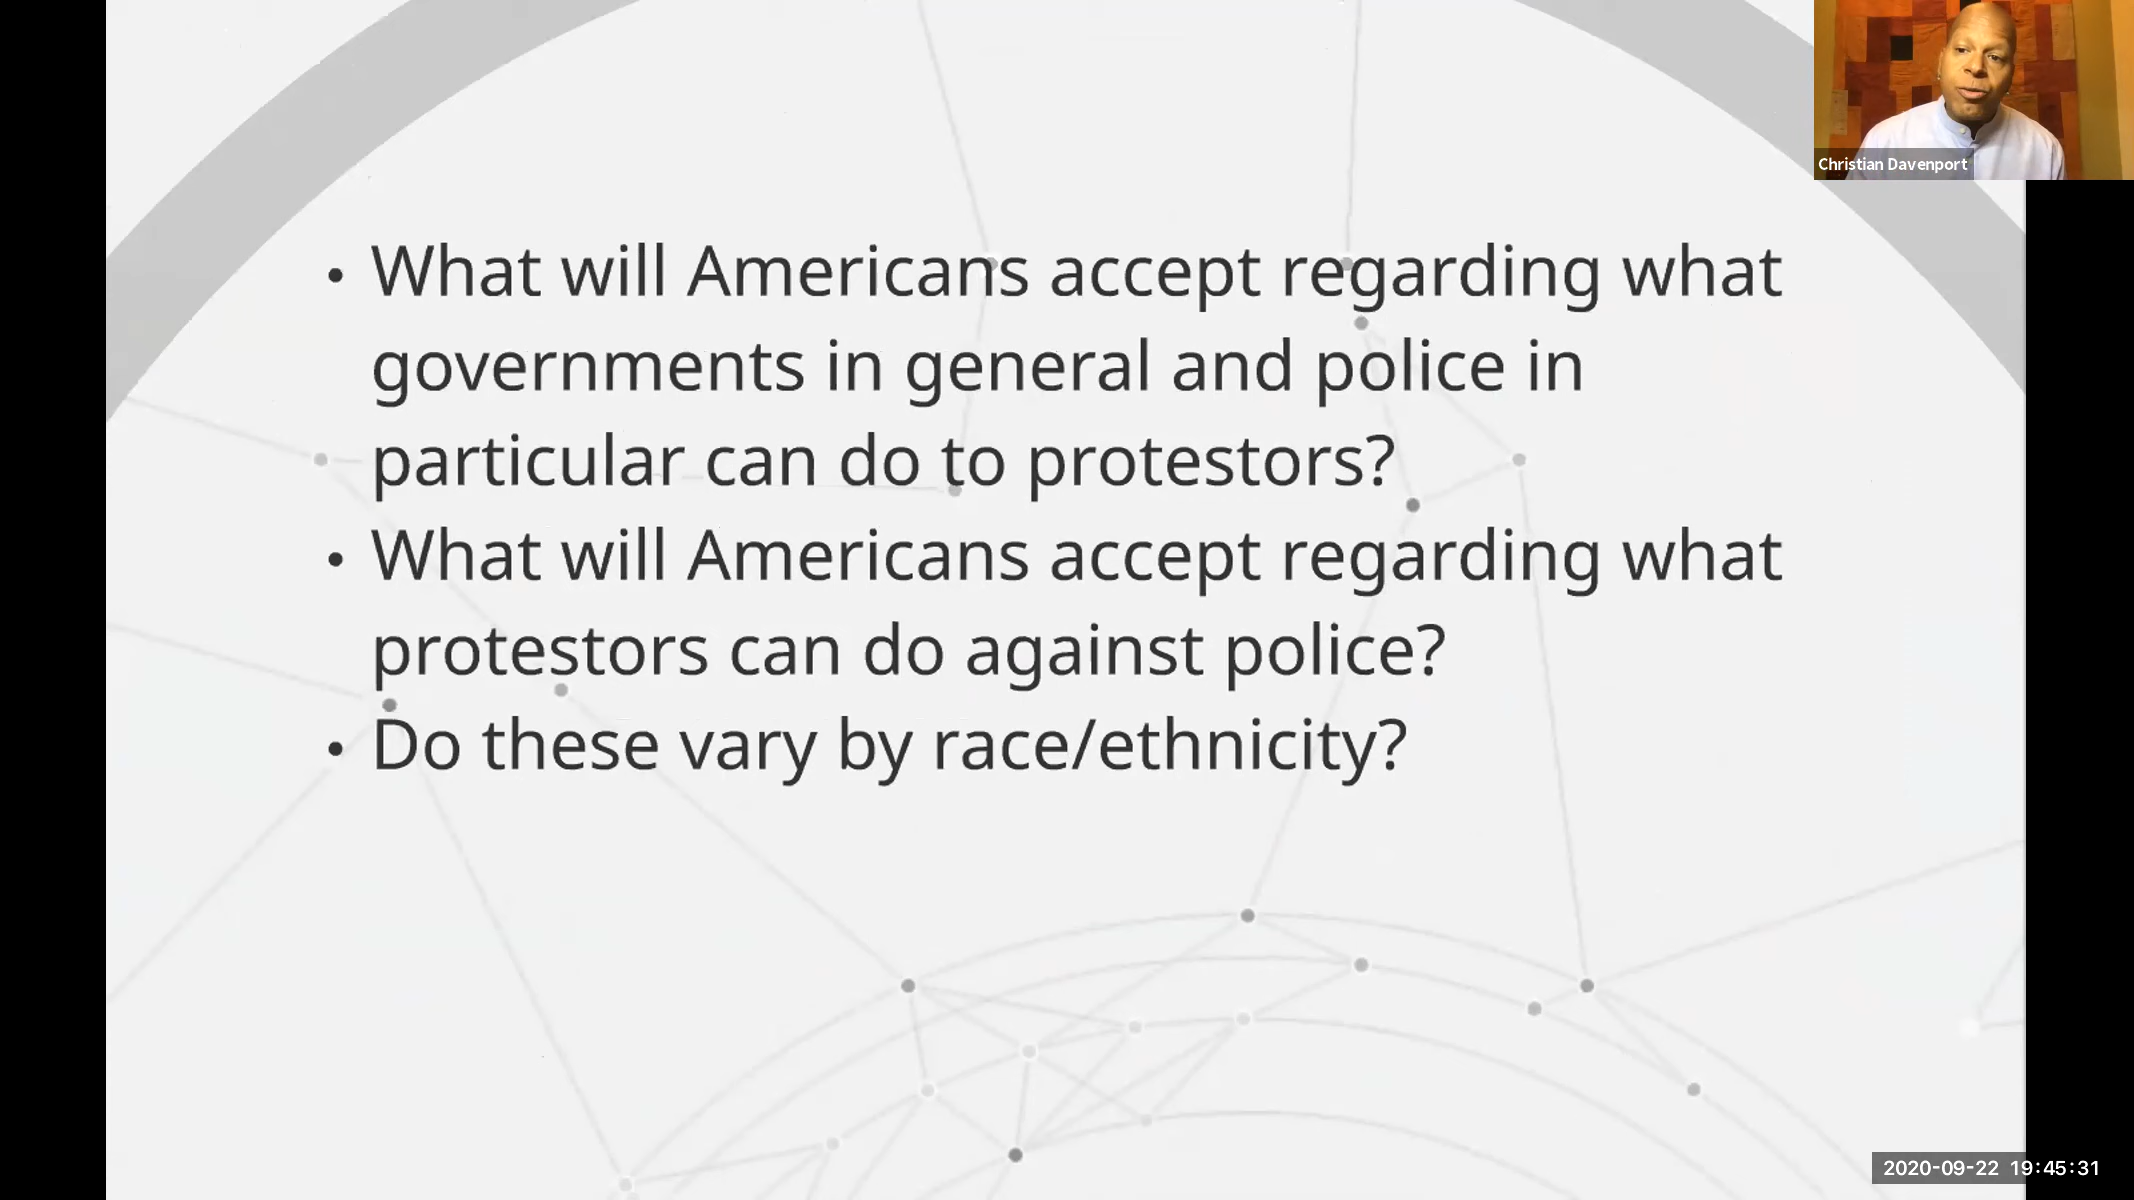 Christian Davenport
• What will Americans accept regarding what
governments in general and police in
particular can do to protestors?
• What will Americans accept regarding what
protestors can do against police?
• Do these vary by race/ethnicity?
2020-09-22 19:45:31